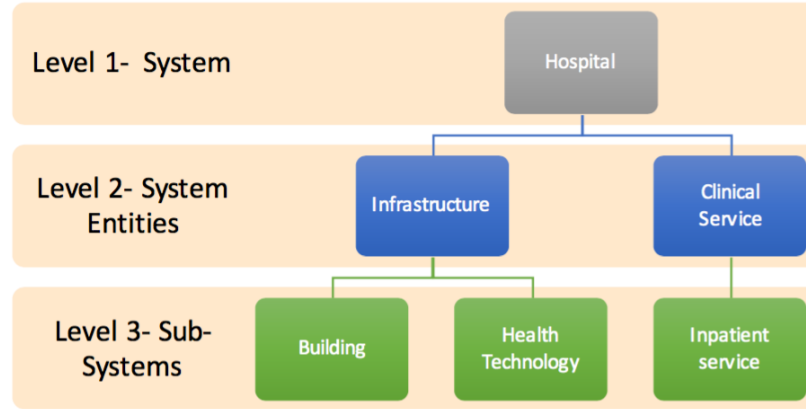 Level 1- System
Hospital
Level 2- System
Entities
Infrastructure
Clinical
Service
Level 3- Sub-
Systems
Building
Health
Technology
Inpatient
service